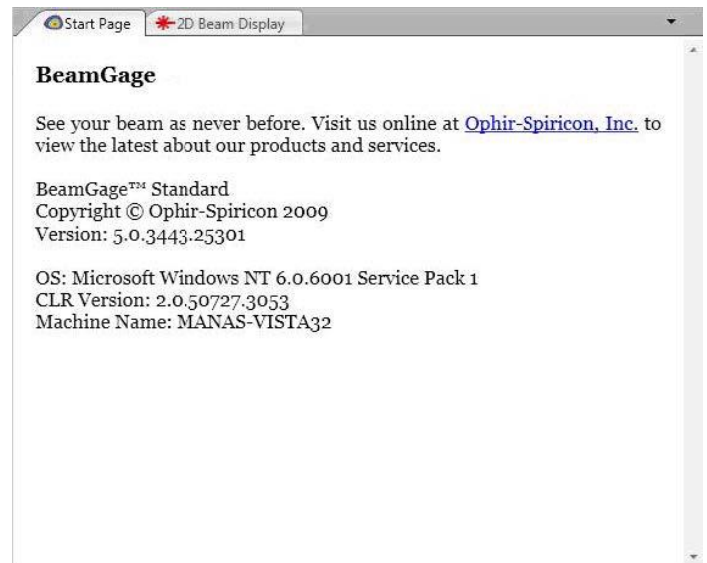 Start Page 2D Beam Display
BeamGage
See your beam as never before. Visit us online at Ophir-Spiricon, Inc. to
view the latest about our products and services.
BeamGage™ Standard
Copyright © Ophir-Spiricon 2009
Version: 5.0.3443.25301
OS: Microsoft Windows NT 6.0.6001 Service Pack 1
CLR Version: 2.0.50727.3053
Machine Name: MANAS-VISTA32